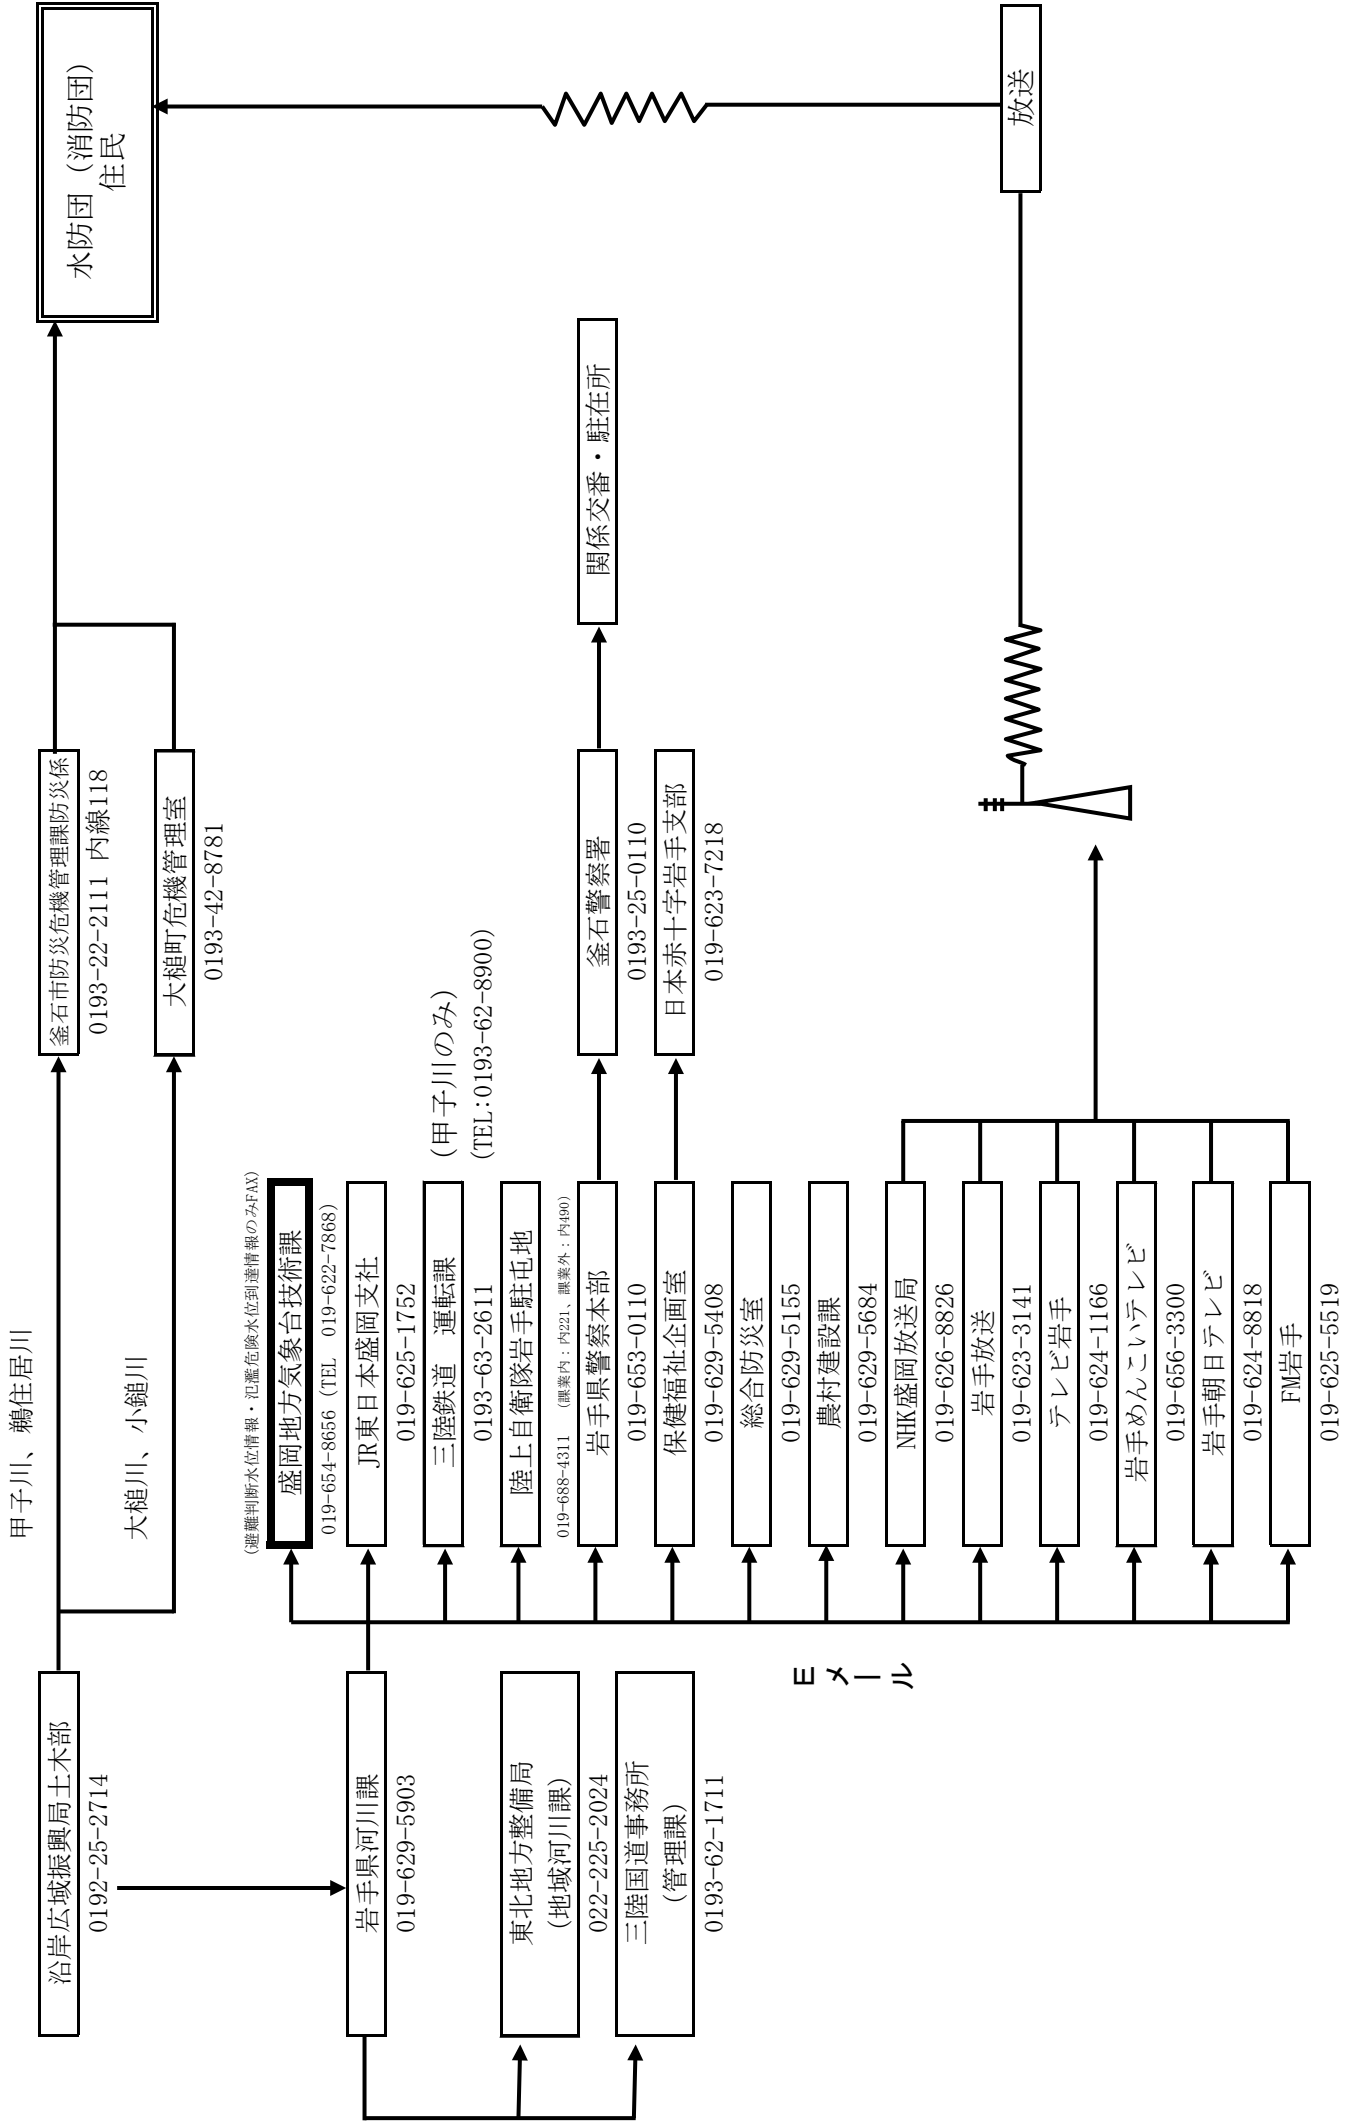 沿岸広域振興局土木部
0192-25-2714
甲子川、鵜住居川
大槌川、小鎚川
釜石市防災危機管理課防災係
0193-22-2111 内線118
大槌町危機管理室
0193-42-8781
水防団（消防団）
住民
岩手県河川課
019-629-5903
東北地方整備局
（地域河川課）
022-225-2024
三陸国道事務所
（管理課）
0193-62-1711
Eメール
(避難判断水位情報・氾濫危険水位到達情報のみFAX)
盛岡地方気象台技術課
019-654-8656 (TEL 019-622-7868)
JR東日本盛岡支社
019-625-1752
三陸鉄道 運転課
（甲子川のみ）
0193-63-2611
(TEL:0193-62-8900)
陸上自衛隊岩手駐屯地
019-688-4311 (課業内：内221、課業外：内490)
岩手県警察本部
019-653-0110
釜石警察署
0193-25-0110
関係交番・駐在所
保健福祉企画室
019-629-5408
日本赤十字岩手支部
019-623-7218
総合防災室
019-629-5155
農村建設課
019-629-5684
NHK盛岡放送局
019-626-8826
岩手放送
019-623-3141
テレビ岩手
019-624-1166
岩手めんこいテレビ
019-656-3300
岩手朝日テレビ
019-624-8818
FM岩手
019-625-5519
放送